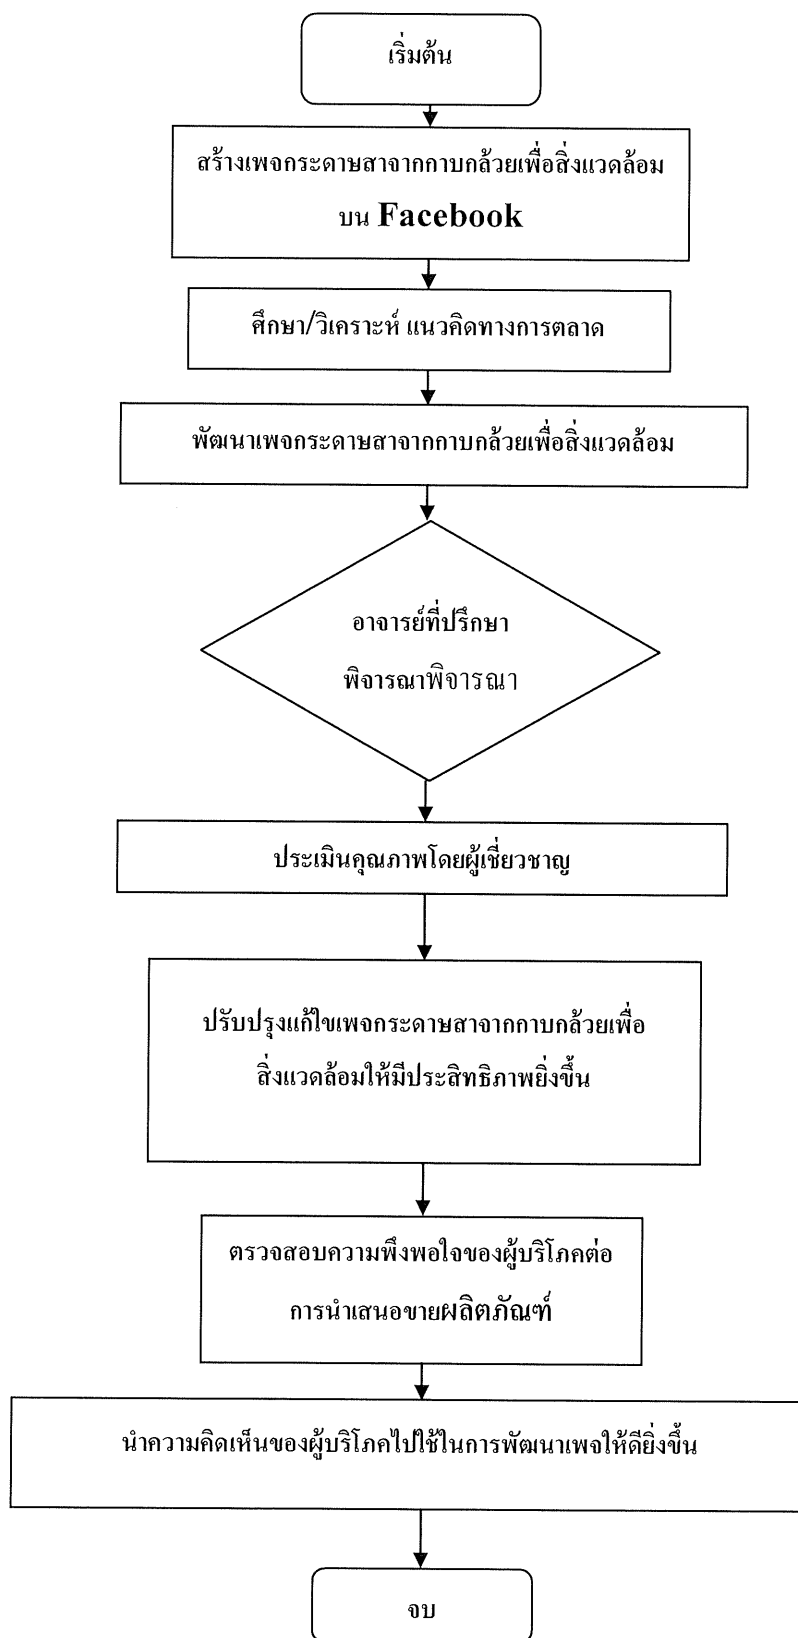 เริ่มต้น
สร้างเพจกระดาษสาจากกาบกล้วยเพื่อสิ่งแวดล้อม
บน Facebook
ศึกษา/วิเคราะห์ แนวคิดทางการตลาด
พัฒนาเพจกระดาษสาจากกาบกล้วยเพื่อสิ่งแวดล้อม
อาจารย์ที่ปรึกษา
พิจารณาพิจารณา
ประเมินคุณภาพโดยผู้เชี่ยวชาญ
ปรับปรุงแก้ไขเพจกระดาษสาจากกาบกล้วยเพื่อ
สิ่งแวดล้อมให้มีประสิทธิภาพยิ่งขึ้น
ตรวจสอบความพึงพอใจของผู้บริโภคต่อ
การนำเสนอขายผลิตภัณฑ์
นำความคิดเห็นของผู้บริโภคไปใช้ในการพัฒนาเพจให้ดียิ่งขึ้น
จบ